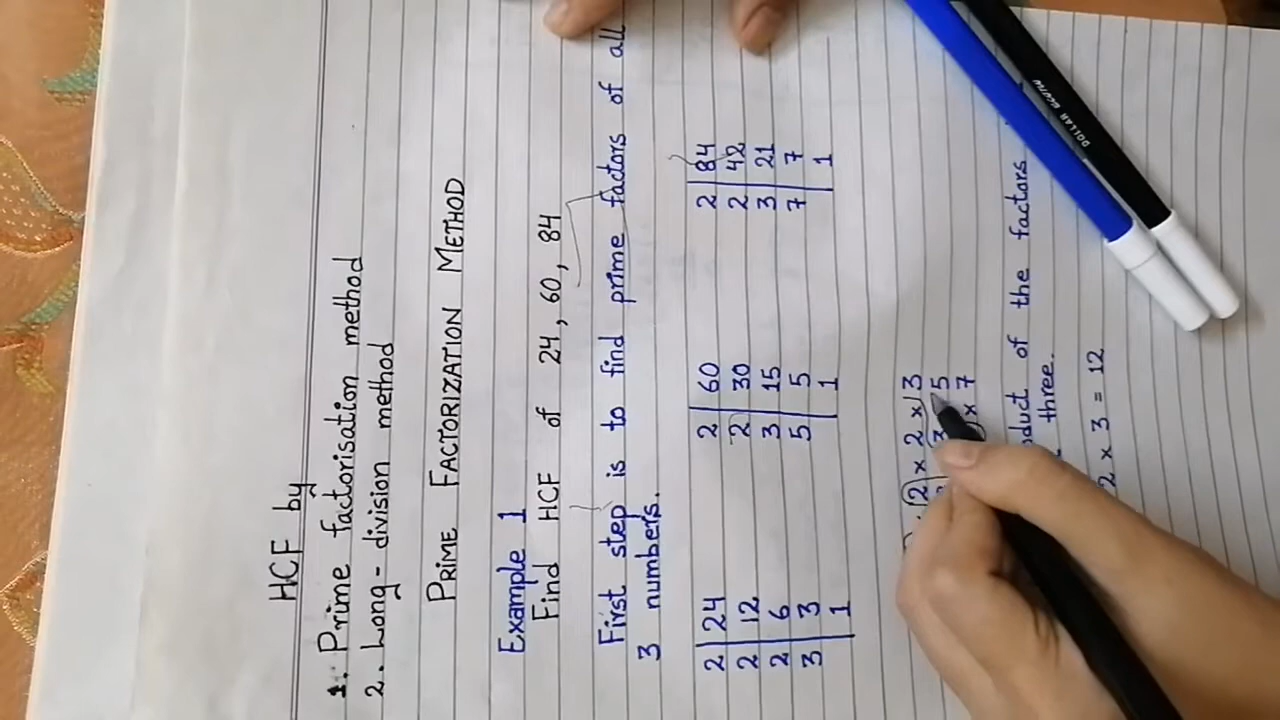 HCF by
1. Prime factorisation method
2. Long-division method
PRIME FACTORIZATION METHOD
Example 1
Find HCF of 24, 60, 84
First step is to find prime factors of all
3 numbers.
2 | 24   2 | 60   2 | 84
2 | 12   2 | 30   2 | 42
2 | 6   3 | 15   3 | 21
3 | 3   5 | 5   7 | 7
1   1   1
2 x 2 x 3
5
x 7
of the factors
three.
2 x 3 = 12
DOLLAR